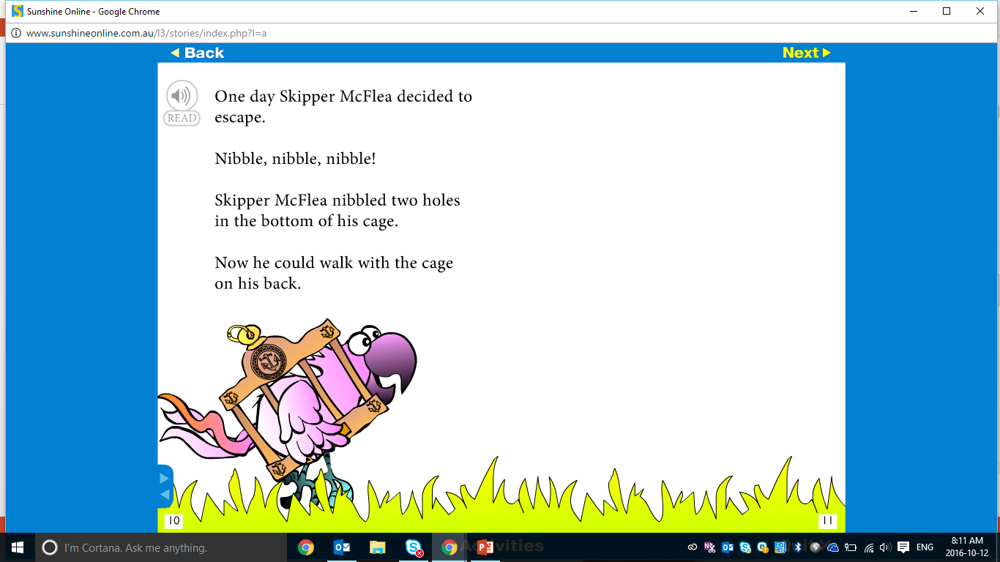 Sunshine Online - Google Chrome
www.sunshineonline.com.au/l3/stories/index.php?l=a
Back
Next
READ
One day Skipper McFlea decided to
escape.
Nibble, nibble, nibble!
Skipper McFlea nibbled two holes
in the bottom of his cage.
Now he could walk with the cage
on his back.
10
11
I'm Cortana. Ask me anything.
Activities
ENG
8:11 AM
2016-10-12